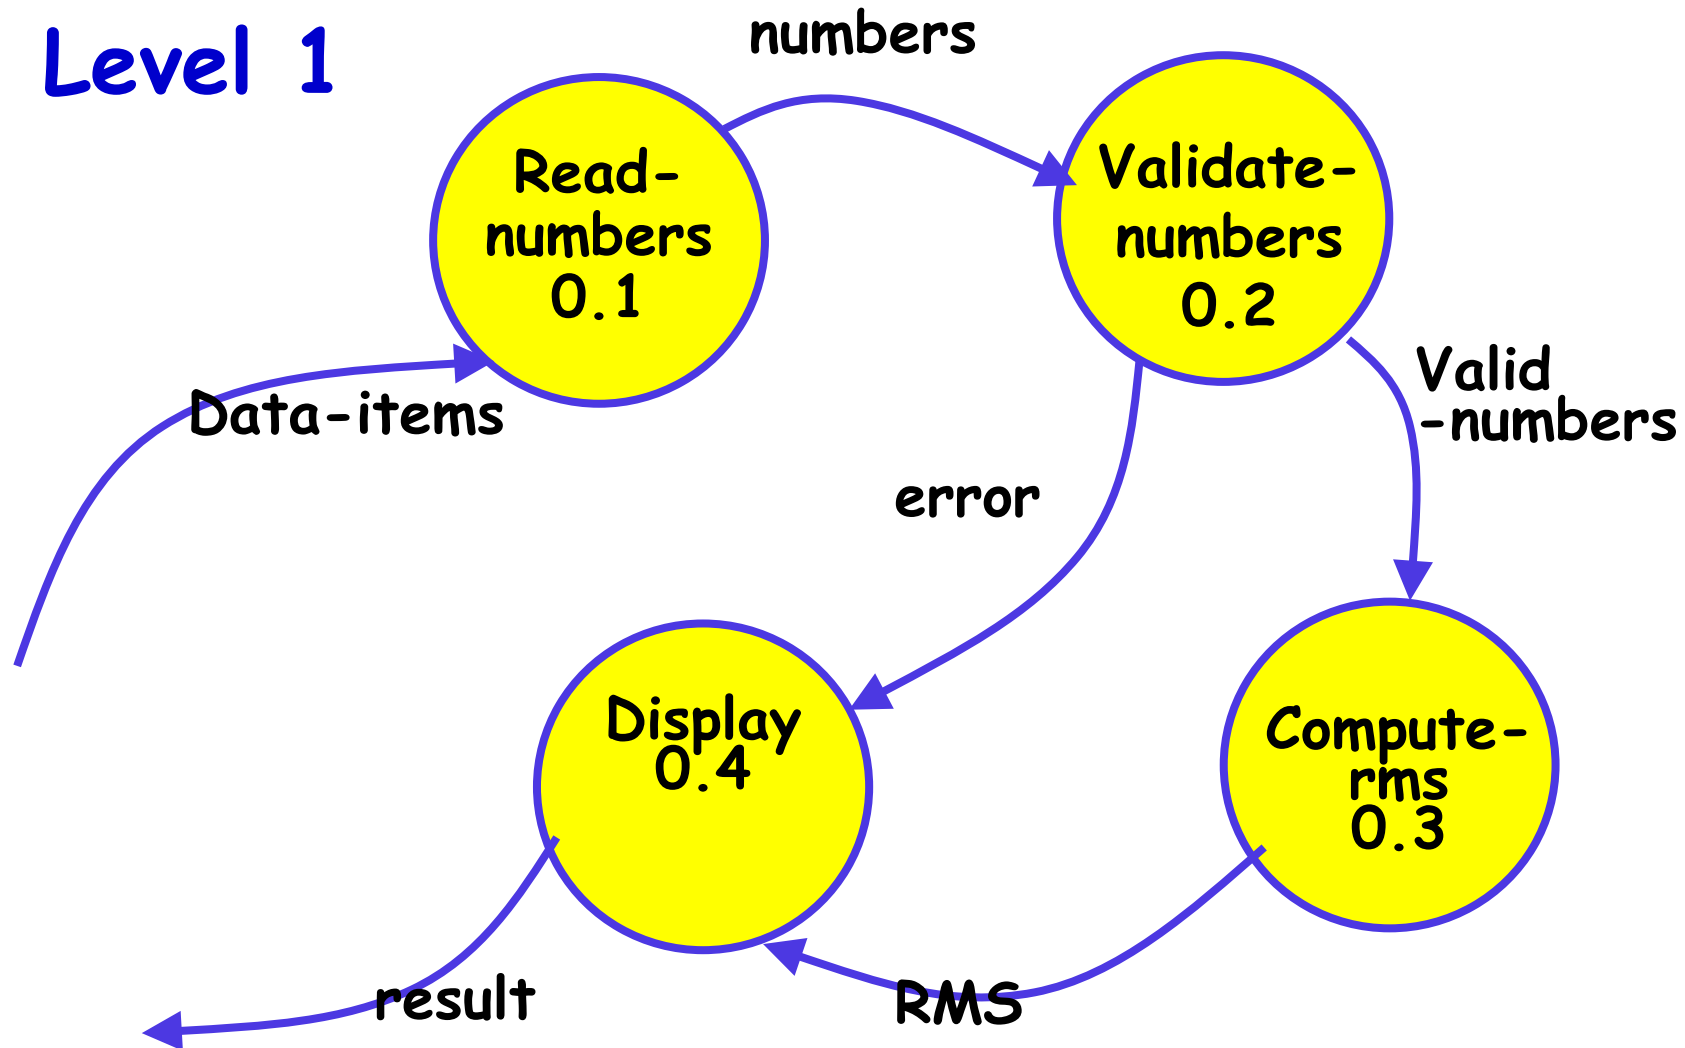 Level 1
numbers
Read-
numbers
0.1
Validate-
numbers
0.2
Data-items
Valid
-numbers
error
Display
0.4
Compute-
rms
0.3
result
RMS